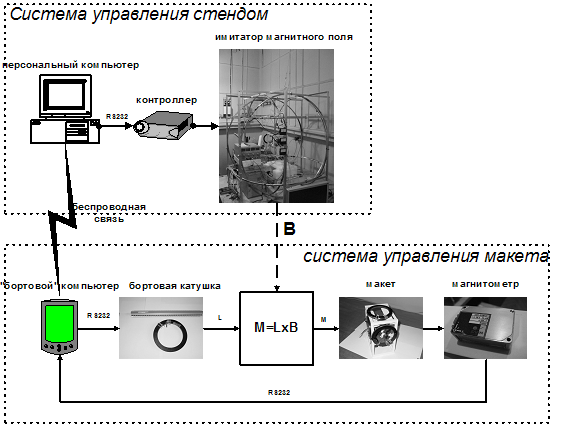 Система управления стендом
имитатор магнитного поля
персональный компьютер
контроллер
RS232
беспроводная
связь
B
система управления макета
"бортовой" компьютер
бортовая катушка
макет
магнитометр
RS232
L
M=LxB
M
RS232